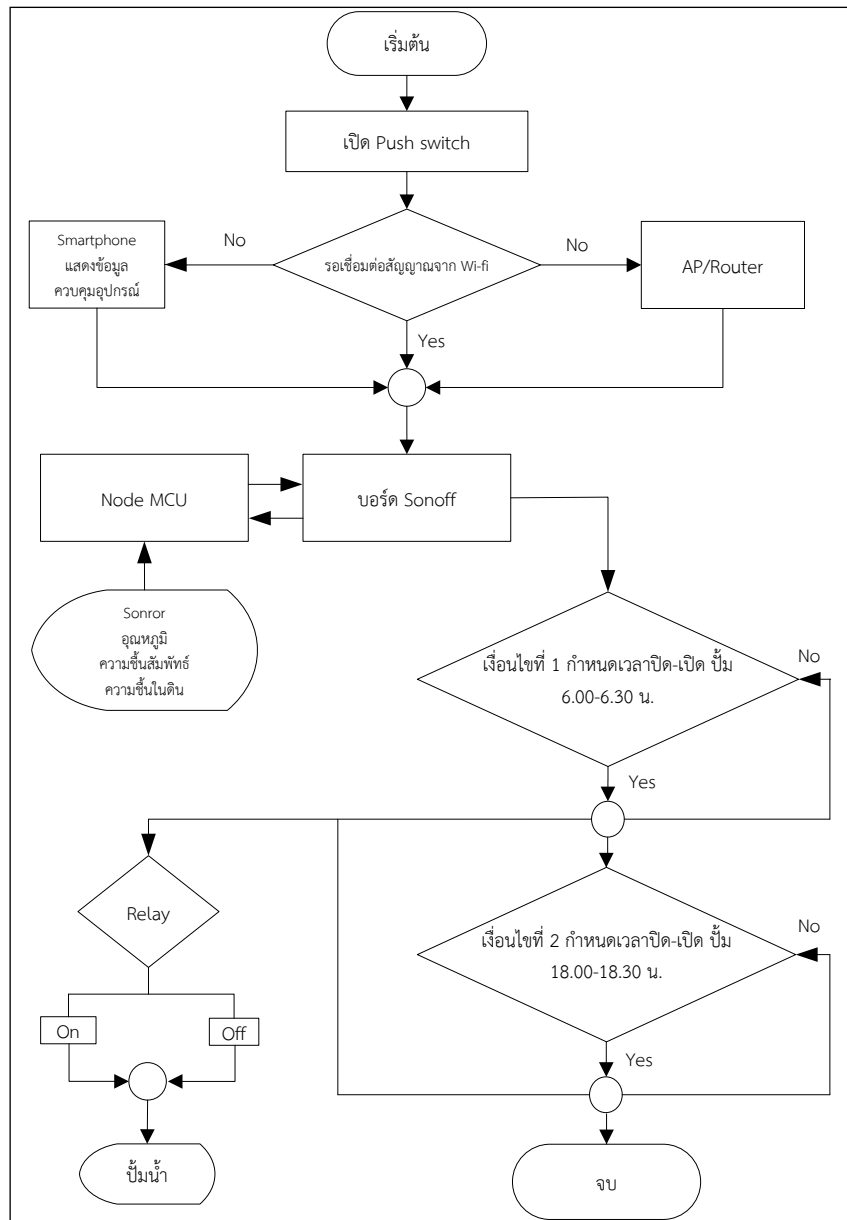 เริ่มต้น
เปิด Push switch
Smartphone
แสดงข้อมูล
ควบคุมอุปกรณ์
No
รอเชื่อมต่อสัญญาณจาก Wi-fi
No
AP/Router
Yes
Node MCU
บอร์ด Sonoff
Sonror
อุณหภูมิ
ความชื้นสัมพัทธ์
ความชื้นในดิน
เงื่อนไขที่ 1 กำหนดเวลาปิด-เปิด ปั้ม
6.00-6.30 น.
No
Yes
Relay
เงื่อนไขที่ 2 กำหนดเวลาปิด-เปิด ปั้ม
18.00-18.30 น.
No
On
Off
Yes
ปั้มน้ำ
จบ